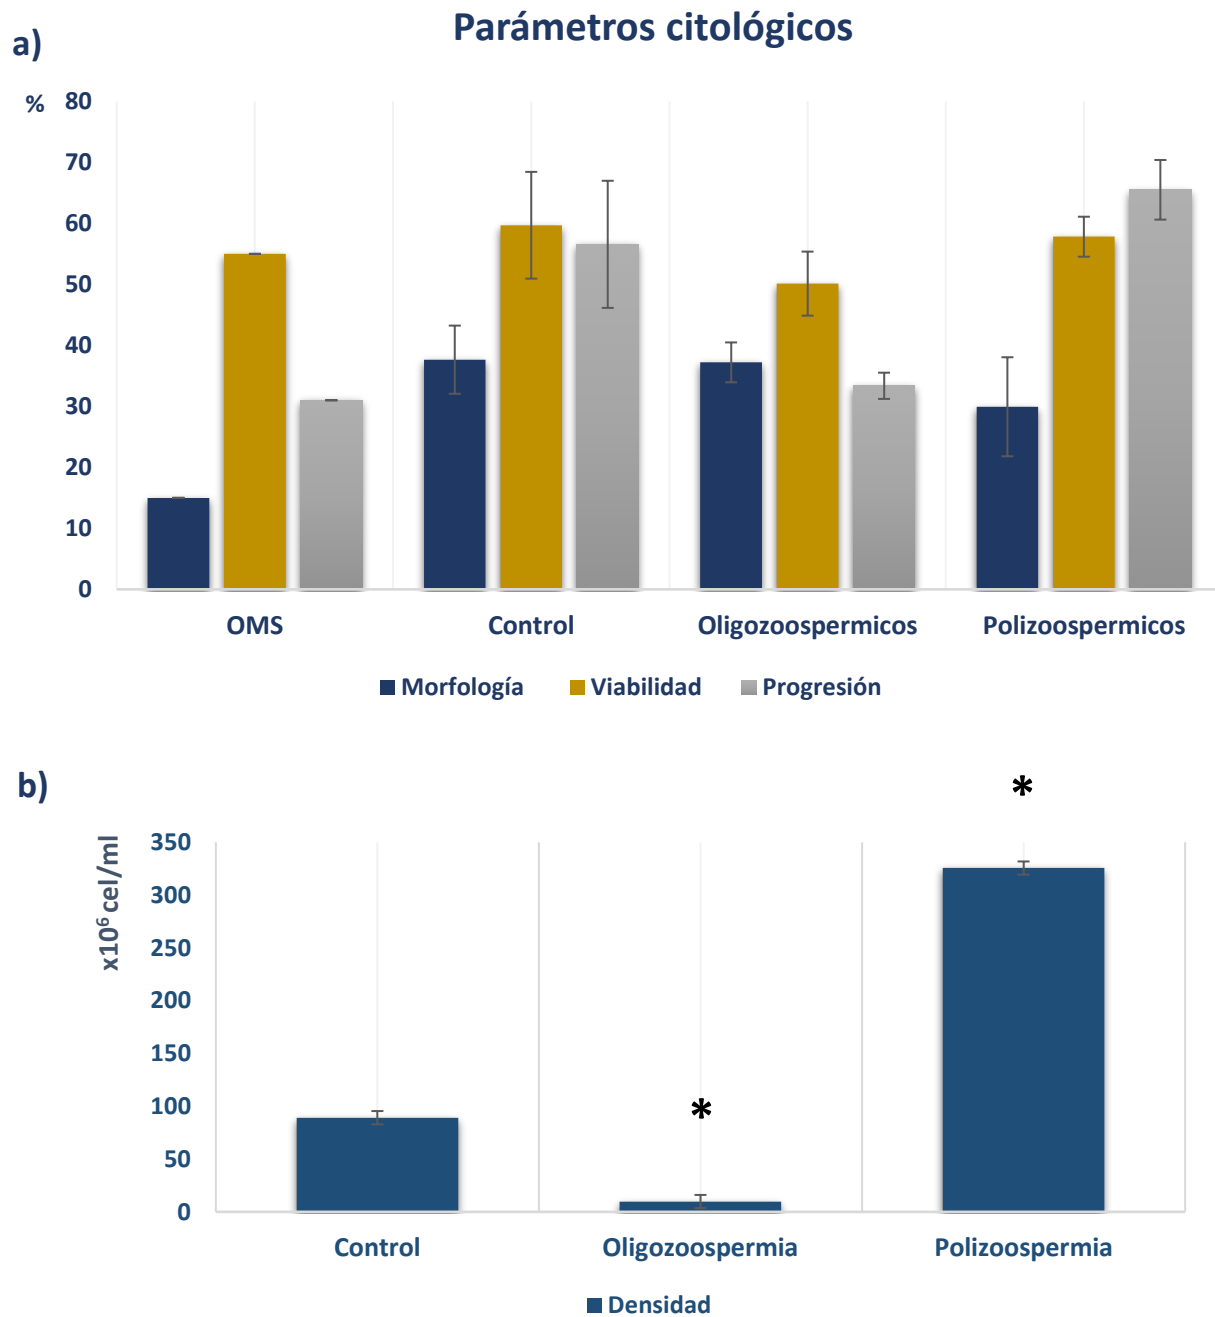 Parámetros citológicos
a)
%
80
70
60
50
40
30
20
10
0
OMS Control Oligozoospermicos Polizoospermicos
Morfología Viabilidad Progresión
b)
*
x10⁶ cel/ml
350
300
250
200
150
100
*
50
0
Control Oligozoospermia Polizoospermia
Densidad